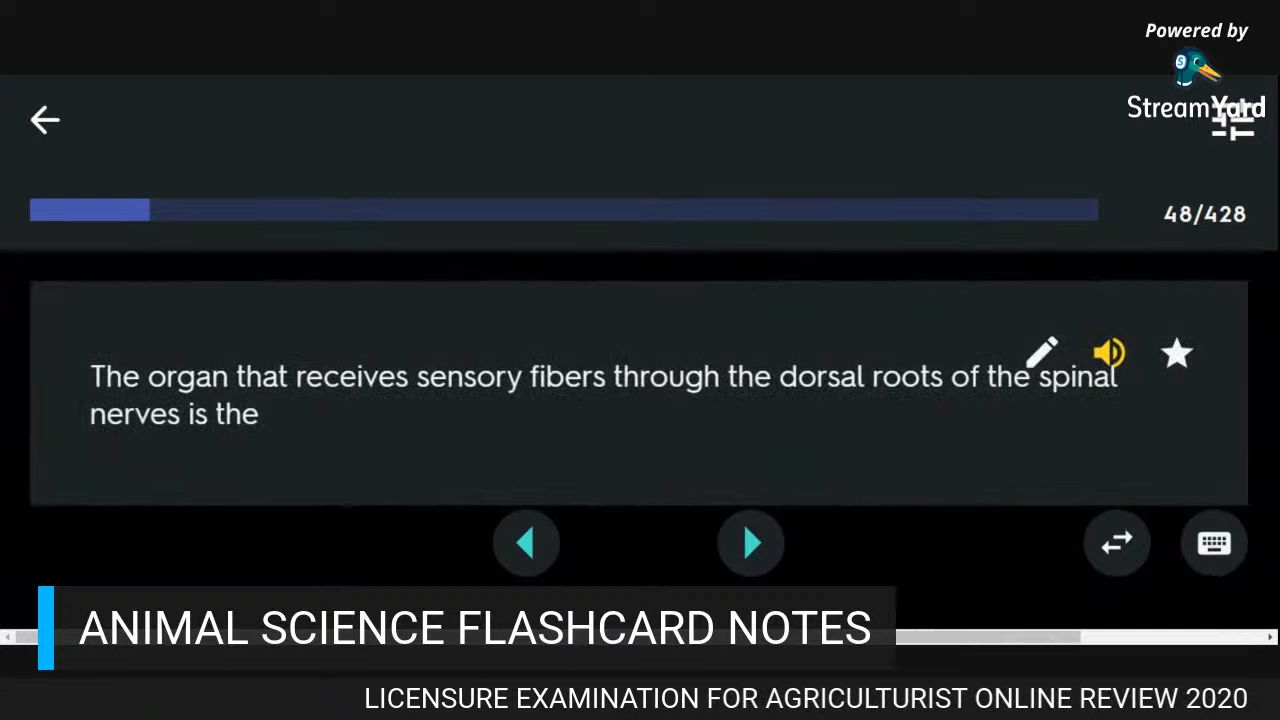 Powered by
StreamYard
48/428
The organ that receives sensory fibers through the dorsal roots of the spinal
nerves is the
ANIMAL SCIENCE FLASHCARD NOTES
LICENSURE EXAMINATION FOR AGRICULTURIST ONLINE REVIEW 2020